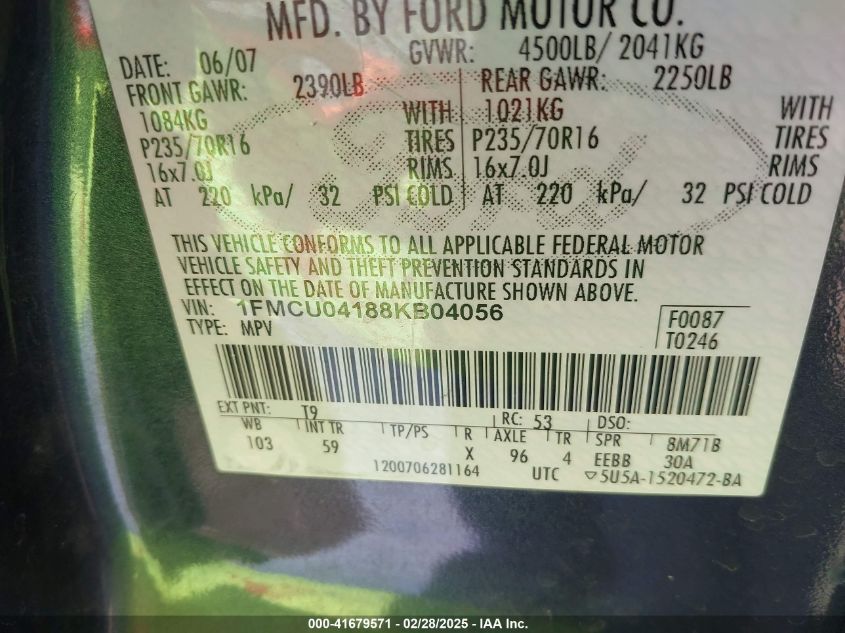 MFD. BY FORD MOTOR CO.
DATE: 06/07 GVWR: 4500LB/ 2041KG
FRONT GAWR: 2390LB REAR GAWR: 2250LB
1084KG WITH 1021KG WITH
P235/70R16 TIRES P235/70R16 TIRES
16x7.0J RIMS 16x7.0J RIMS
AT 220 kPa/ 32 PSI COLD AT 220 kPa/ 32 PSI COLD
THIS VEHICLE CONFORMS TO ALL APPLICABLE FEDERAL MOTOR
VEHICLE SAFETY AND THEFT PREVENTION STANDARDS IN
EFFECT ON THE DATE OF MANUFACTURE SHOWN ABOVE.
VIN: 1FMCU04188KB04056
TYPE: MPV
F0087
T0246
EXT PNT: T9 RC: 53 DSO:
WB INT TR TP/PS R AXLE TR SPR 8M71B
103 59 X 96 4 EEBB 30A
1200706281164 UTC ▽5U5A-1520472-BA
000-41679571 / 02/28/2025 - IAA Inc.